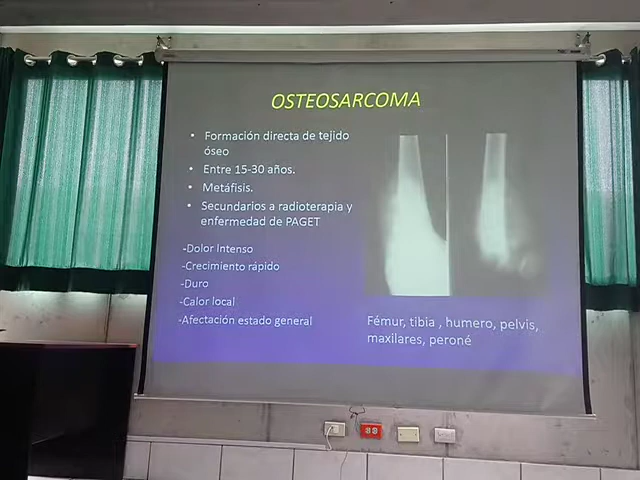 OSTEOSARCOMA
• Formación directa de tejido
óseo
• Entre 15-30 años.
• Metáfisis.
• Secundarios a radioterapia y
enfermedad de PAGET
-Dolor Intenso
-Crecimiento rápido
-Duro
-Calor local
-Afectación estado general
Fémur, tibia , humero, pelvis,
maxilares, peroné